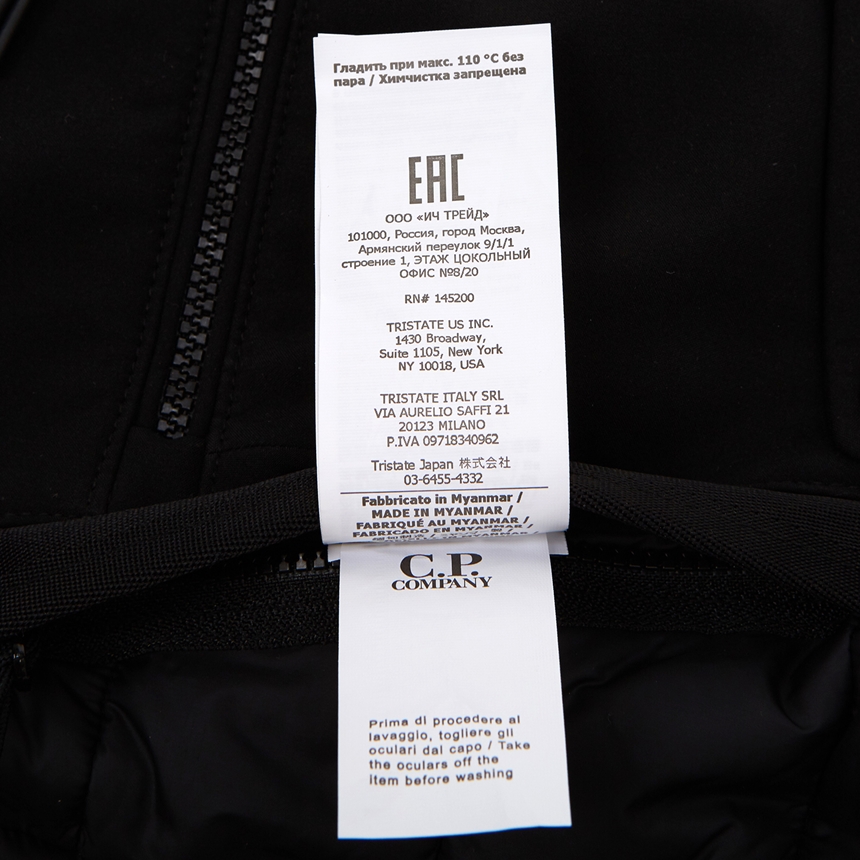 Гладить при макс. 110 °C без
пара / Химчистка запрещена
EAC
ООО «ИЧ ТРЕЙД»
101000, Россия, город Москва,
Армянский переулок 9/1/1
строение 1, ЭТАЖ ЦОКОЛЬНЫЙ
ОФИС №8/20
RN# 145200
TRISTATE US INC.
1430 Broadway,
Suite 1105, New York
NY 10018, USA
TRISTATE ITALY SRL
VIA AURELIO SAFFI 21
20123 MILANO
P.IVA 09718340962
Tristate Japan 株式会社
03-6455-4332
Fabbricato in Myanmar /
MADE IN MYANMAR /
FABRIQUÉ AU MYANMAR /
FABRICADO EN MYANMAR /
C.P.
COMPANY
Prima di procedere al
lavaggio, togliere gli
oculari dal capo / Take
the oculars off the
item before washing